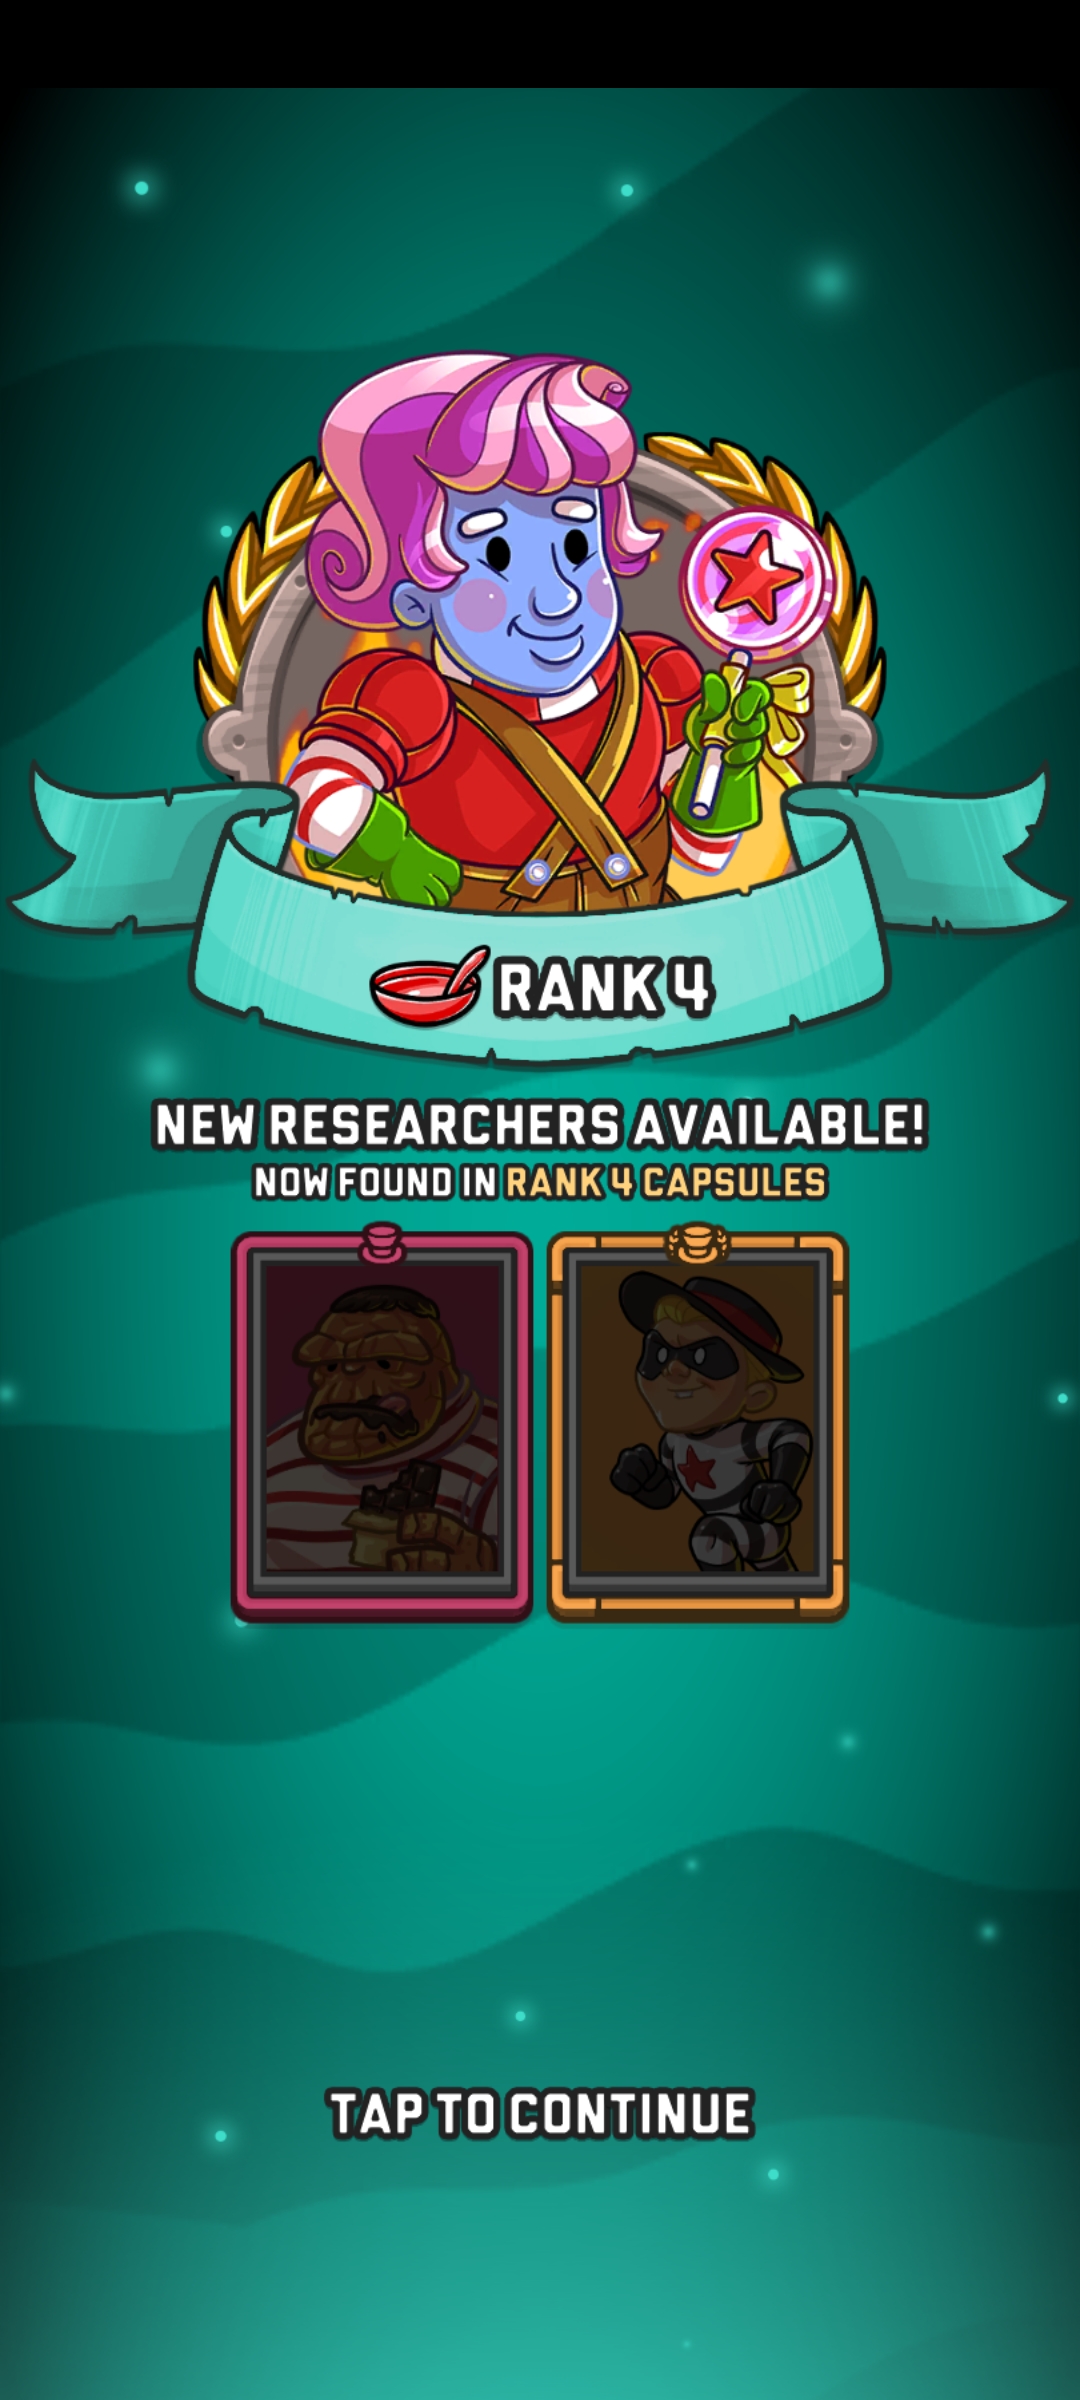 RANK 4
NEW RESEARCHERS AVAILABLE!
NOW FOUND IN RANK 4 CAPSULES
TAP TO CONTINUE